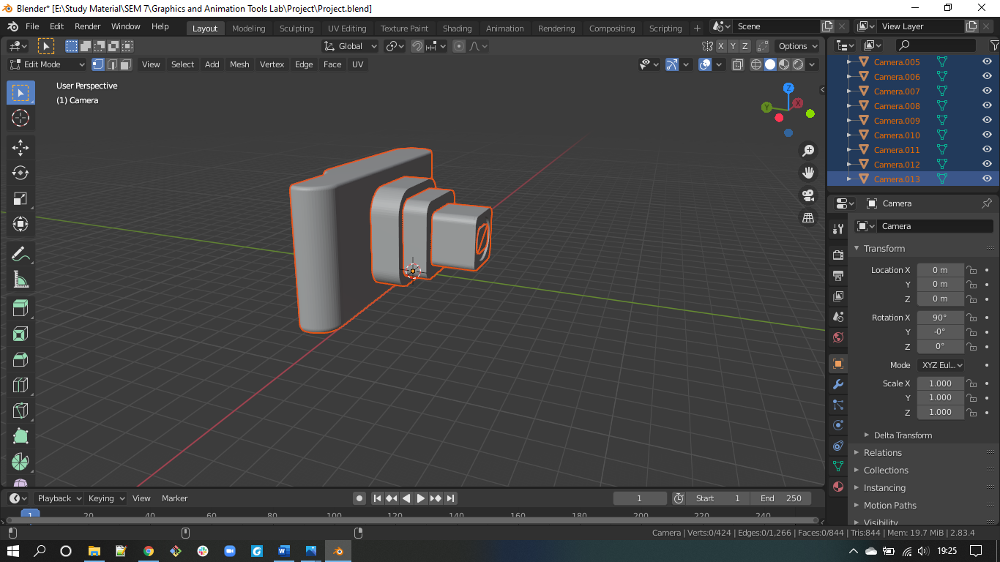 Blender* [E:\Study Material\SEM 7\Graphics and Animation Tools Lab\Project\Project.blend]
File Edit Render Window Help Layout Modeling Sculpting UV Editing Texture Paint Shading Animation Rendering Compositing Scripting + Scene View Layer
Global X Y Z Options
Edit Mode View Select Add Mesh Vertex Edge Face UV
User Perspective
(1) Camera
Z
Y
X
Camera.005
Camera.006
Camera.007
Camera.008
Camera.009
Camera.010
Camera.011
Camera.012
Camera.013
Camera
Camera
Transform
Location X 0 m
Y 0 m
Z 0 m
Rotation X 90°
Y -0°
Z 0°
Mode XYZ Eul...
Scale X 1.000
Y 1.000
Z 1.000
Delta Transform
Relations
Collections
Instancing
Motion Paths
Visibility
Playback Keying View Marker 1 Start 1 End 250
1 20 40 60 80 100 120 140 160 180 200 220 240
Camera | Verts:0/424 | Edges:0/1,266 | Faces:0/844 | Tris:844 | Mem: 19.7 MiB | 2.83.4
19:25